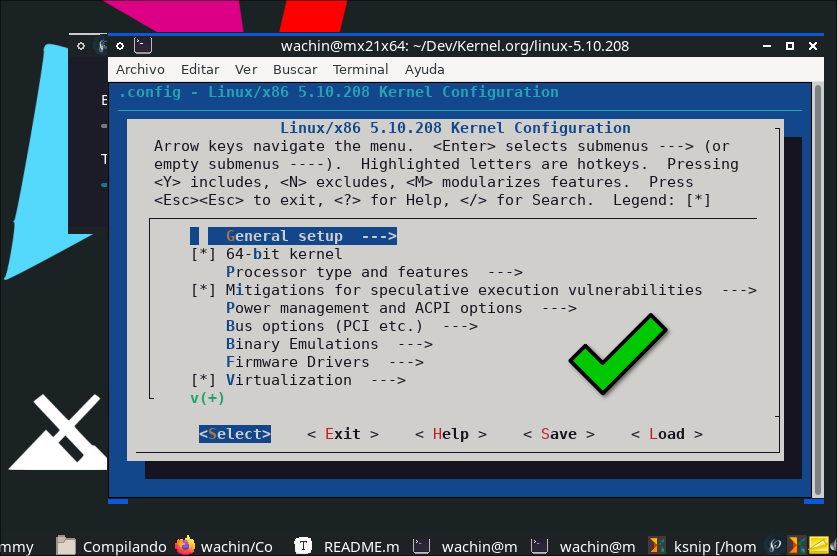 wachin@mx21x64: ~/Dev/Kernel.org/linux-5.10.208
Archivo Editar Ver Buscar Terminal Ayuda
.config - Linux/x86 5.10.208 Kernel Configuration
Linux/x86 5.10.208 Kernel Configuration
Arrow keys navigate the menu.  <Enter> selects submenus ---> (or
empty submenus ----).  Highlighted letters are hotkeys.  Pressing
<Y> includes, <N> excludes, <M> modularizes features.  Press
<Esc><Esc> to exit, <?> for Help, </> for Search.  Legend: [*]
General setup  --->
[*] 64-bit kernel
Processor type and features  --->
[*] Mitigations for speculative execution vulnerabilities  --->
Power management and ACPI options  --->
Bus options (PCI etc.)  --->
Binary Emulations  --->
Firmware Drivers  --->
[*] Virtualization  --->
v(+)
<Select>    < Exit >    < Help >    < Save >    < Load >
mmy Compilando wachin/Co T README.m wachin@m wachin@m ksnip [/hom